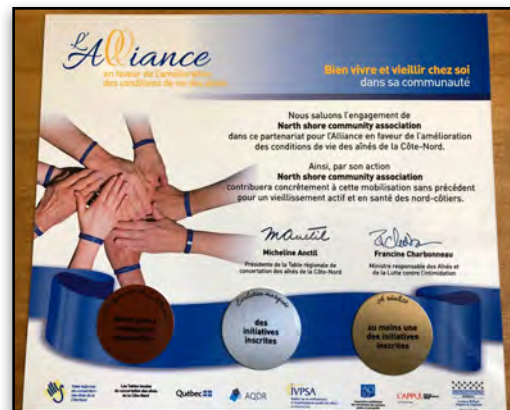 L'Alliance
en faveur de l'amélioration
des conditions de vie des
Bien vivre et vieillir chez soi
dans sa communauté
Nous saluons l'engagement de
North shore community association
dans ce partenariat pour l'Alliance en faveur de l'amélioration
des conditions de vie des aînés de la Côte-Nord.
Ainsi, par son action
North shore community association
contribuera concrètement à cette mobilisation sans précédent
pour un vieillissement actif et en santé des nord-côtiers.
Micheline Anctil
Présidente de la Table régionale de
concertation des aînés de la Côte-Nord
Francine Charbonneau
Ministre responsable des Aînés et
de la Lutte contre l'intimidation
des
initiatives
inscrites
A réalisé
au moins une
des initiatives
inscrites
Québec
AQDR
IVPSA
L'APPUI